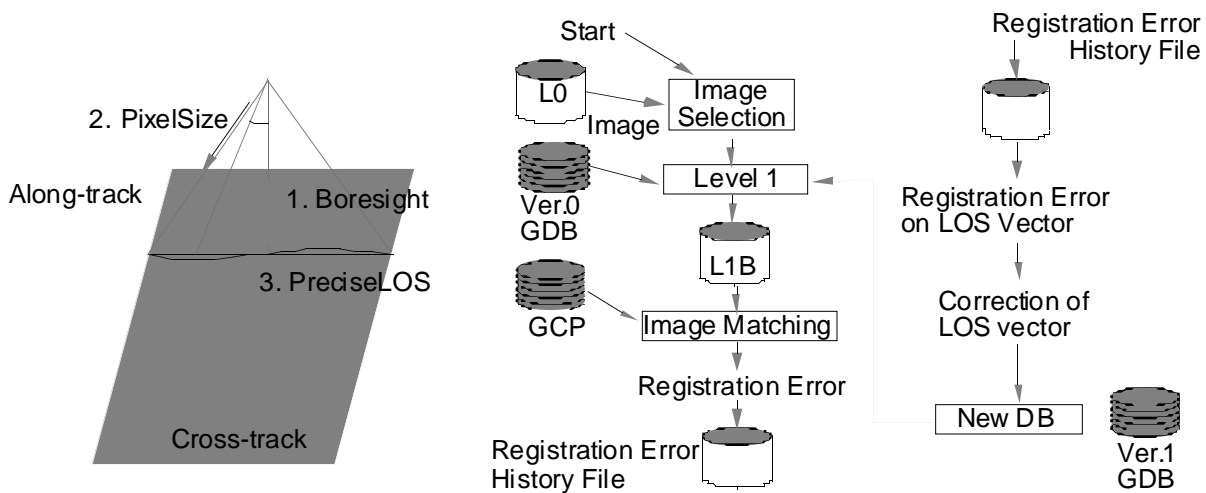 2. PixelSize
Along-track
1. Boresight
3. PreciseLOS
Cross-track
Start
L0
Image
Image
Selection
Ver.0
GDB
Level 1
L1B
GCP
Image Matching
Registration Error
Registration Error
History File
Registration Error
History File
Registration Error
on LOS Vector
Correction of
LOS vector
New DB
Ver.1
GDB